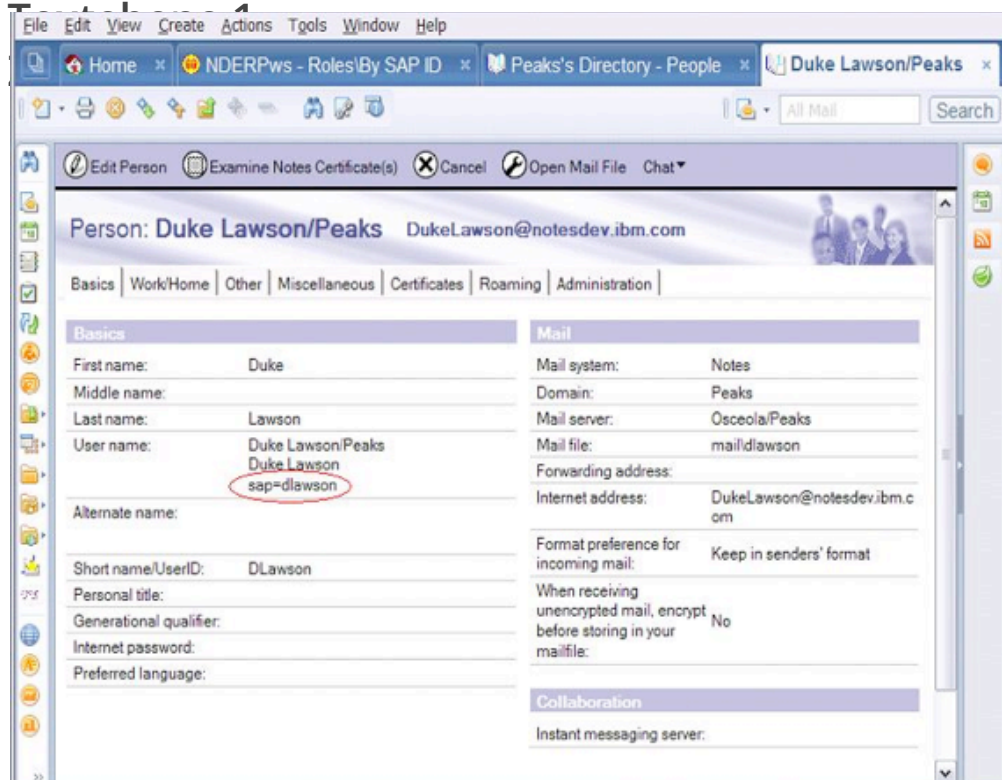 File Edit View Create Actions Tools Window Help
Home NDERPws - Roles\By SAP ID Peaks's Directory - People Duke Lawson/Peaks
All Mail Search
Edit Person Examine Notes Certificate(s) Cancel Open Mail File Chat
Person: Duke Lawson/Peaks DukeLawson@notesdev.ibm.com
Basics Work/Home Other Miscellaneous Certificates Roaming Administration
Basics
First name: Duke
Middle name:
Last name: Lawson
User name: Duke Lawson/Peaks
Duke Lawson
sap=dlawson
Alternate name:
Short name/UserID: DLawson
Personal title:
Generational qualifier:
Internet password:
Preferred language:
Mail
Mail system: Notes
Domain: Peaks
Mail server: Osceola/Peaks
Mail file: mail\dlawson
Forwarding address:
Internet address: DukeLawson@notesdev.ibm.c
om
Format preference for
incoming mail: Keep in senders' format
When receiving
unencrypted mail, encrypt
before storing in your
mailfile: No
Collaboration
Instant messaging server: